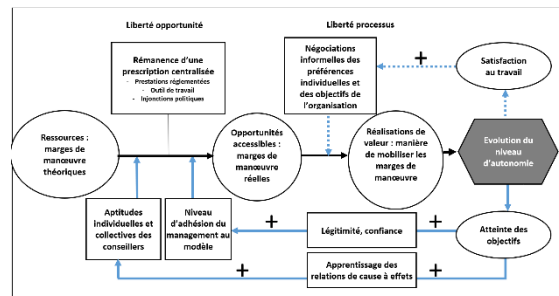 Liberté opportunité
Liberté processus
Rémanence d'une
prescription centralisée
- Prestations réglementées
- Outil de travail
- Injonctions politiques
Négociations
informelles des
préférences
individuelles et
des objectifs de
l'organisation
+
Satisfaction
au travail
Ressources :
marges de
manœuvre
théoriques
Opportunités
accessibles :
marges de
manœuvre
réelles
Réalisations de
valeur : manière
de mobiliser les
marges de
manœuvre
Evolution du
niveau
d'autonomie
Aptitudes
individuelles et
collectives des
conseillers
Niveau
d'adhésion du
management au
modèle
+
Légitimité, confiance
+
Atteinte des
objectifs
+
Apprentissage des
relations de cause à effets
+